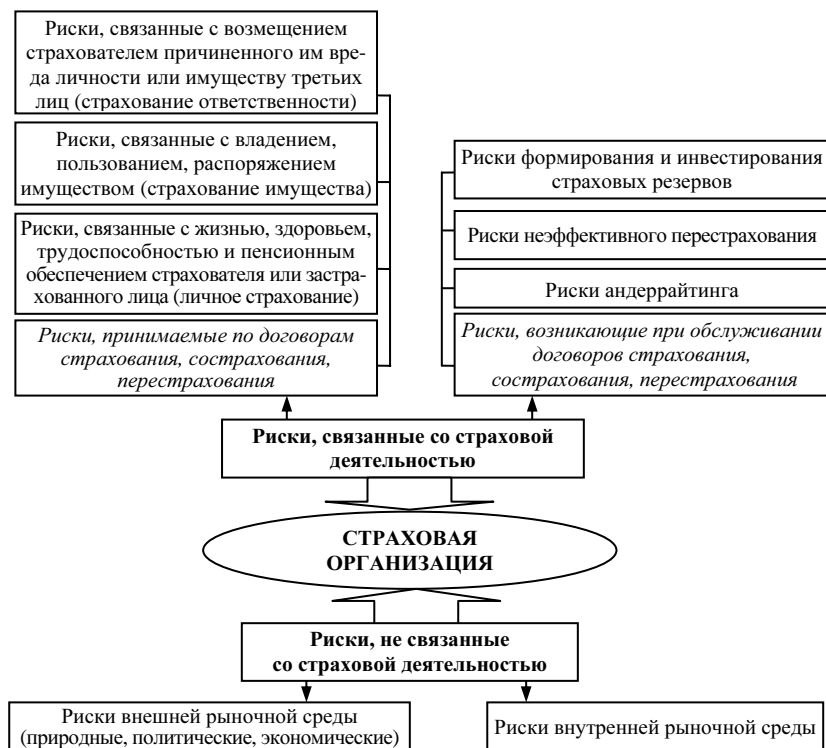 Риски, связанные с возмещением
страхователем причиненного им вре-
да личности или имуществу третьих
лиц (страхование ответственности)
Риски, связанные с владением,
пользованием, распоряжением
имуществом (страхование имущества)
Риски, связанные с жизнью, здоровьем,
трудоспособностью и пенсионным
обеспечением страхователя или застра-
хованного лица (личное страхование)
Риски, принимаемые по договорам
страхования, сострахования,
перестрахования
Риски формирования и инвестирования
страховых резервов
Риски неэффективного перестрахования
Риски андеррайтинга
Риски, возникающие при обслуживании
договоров страхования,
сострахования, перестрахования
Риски, связанные со страховой
деятельностью
СТРАХОВАЯ
ОРГАНИЗАЦИЯ
Риски, не связанные
со страховой деятельностью
Риски внешней рыночной среды
(природные, политические, экономические)
Риски внутренней рыночной среды